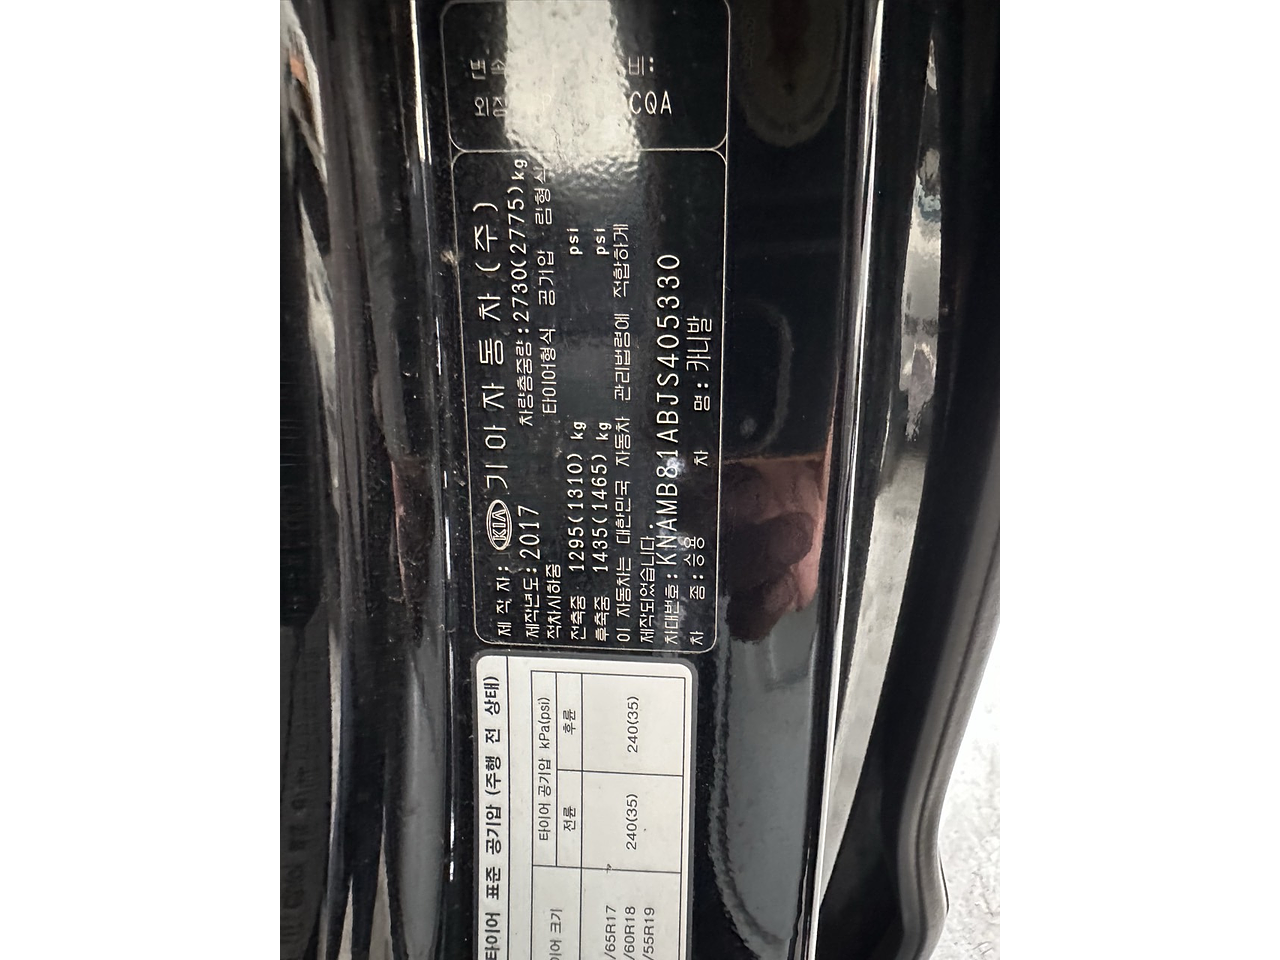 제 작 자: KIA 기 아 자 동 차 (주)
제작년도: 2017 차량총중량: 2730(2775)kg
적차시하중 타이어형식 공기압 림형식
전축중 1295(1310) kg psi
후축중 1435(1465) kg psi
이 자동차는 대한민국 자동차 관리법령에 적합하게
제작되었습니다.
차대번호: KNAMB81ABJS405330
차 종: 승용 차 명: 카니발
비:
외장 CQA
타이어 표준 공기압 (주행 전 상태)
타이어 공기압 kPa(psi)
크기 전륜 후륜
/65R17
/60R18 240(35) 240(35)
/55R19